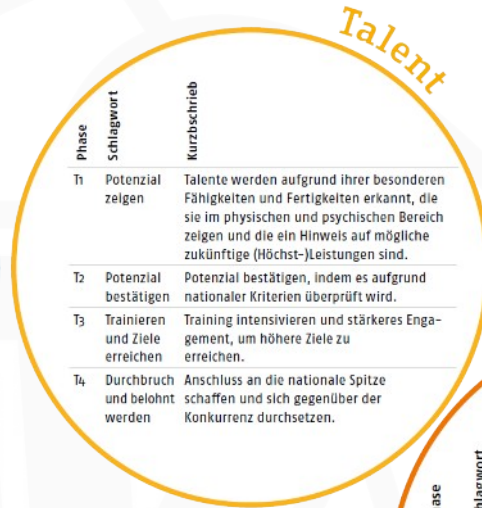 Talent
Phase Schlagwort Kurzbschrieb
T1 Potenzial Talente werden aufgrund ihrer besonderen
zeigen Fähigkeiten und Fertigkeiten erkannt, die
sie im physischen und psychischen Bereich
zeigen und die ein Hinweis auf mögliche
zukünftige (Höchst-)Leistungen sind.
T2 Potenzial Potenzial bestätigen, indem es aufgrund
bestätigen nationaler Kriterien überprüft wird.
T3 Trainieren Training intensivieren und stärkeres Enga-
und Ziele gement, um höhere Ziele zu
erreichen erreichen.
T4 Durchbruch Anschluss an die nationale Spitze
und belohnt schaffen und sich gegenüber der
werden Konkurrenz durchsetzen.